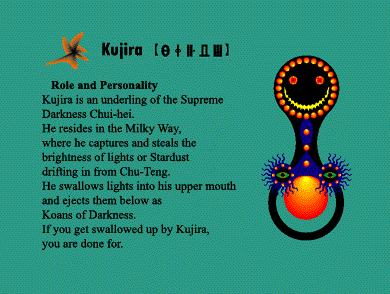 Kujira
Role and Personality
Kujira is an underling of the Supreme
Darkness Chui-hei.
He resides in the Milky Way,
where he captures and steals the
brightness of lights or Stardust
drifting in from Chu-Teng.
He swallows lights into his upper mouth
and ejects them below as
Koans of Darkness.
If you get swallowed up by Kujira,
you are done for.